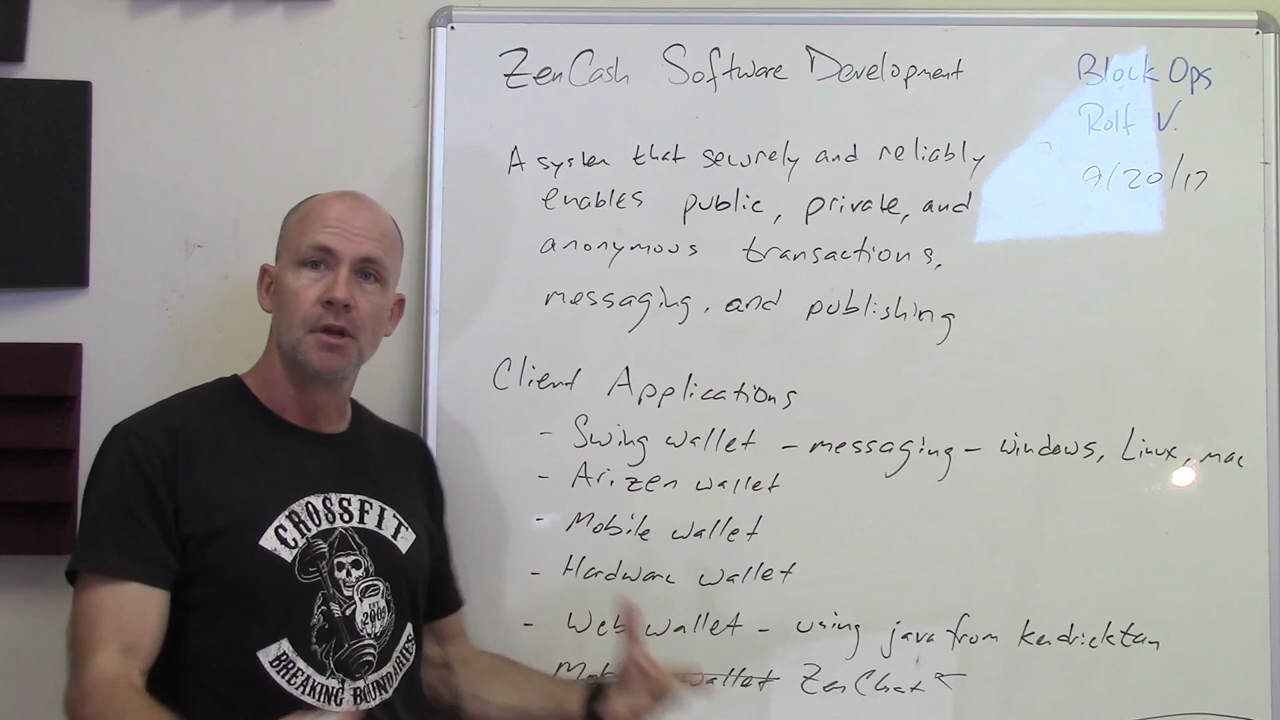 ZenCash Software Development
Block Ops
Rolf V.
9/20/17
A system that securely and reliably
enables public, private, and
anonymous transactions,
messaging, and publishing
Client Applications
- Swing wallet - messaging - windows, Linux, mac
- Arizen wallet
- Mobile wallet
- Hardware wallet
- Web wallet - using java from kendricktan
wallet ZenChat
CROSSFIT
EST
BREAKING BOUNDARIES